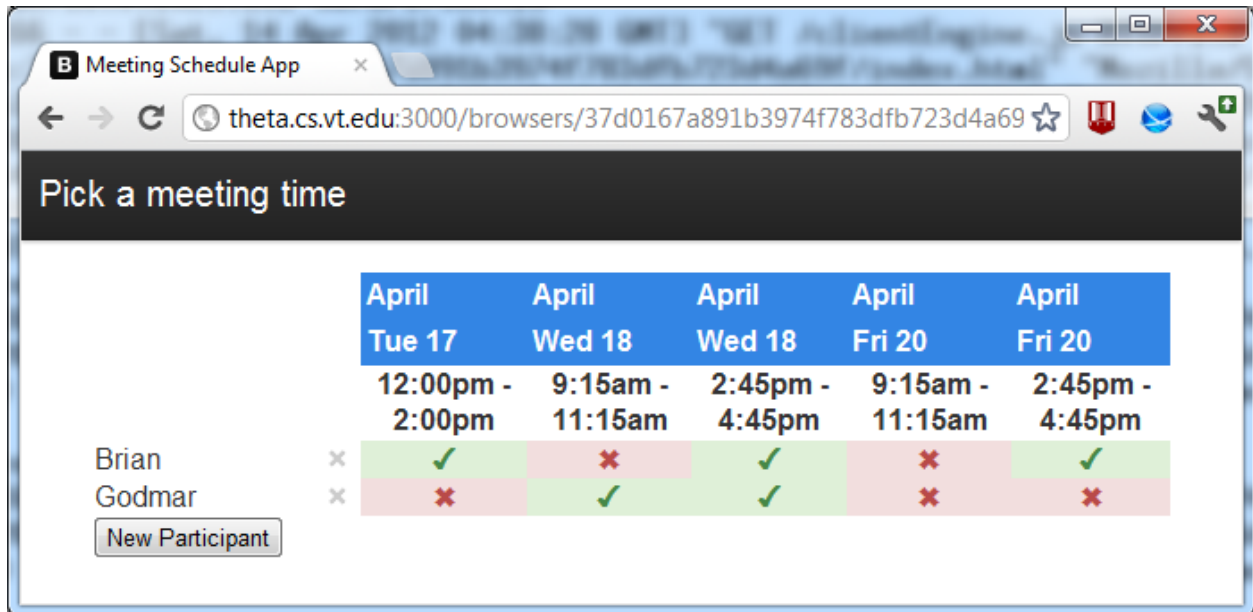 Meeting Schedule App
theta.cs.vt.edu:3000/browsers/37d0167a891b3974f783dfb723d4a69
Pick a meeting time
April April April April April
Tue 17 Wed 18 Wed 18 Fri 20 Fri 20
12:00pm - 9:15am - 2:45pm - 9:15am - 2:45pm -
2:00pm 11:15am 4:45pm 11:15am 4:45pm
Brian × ✓ ✖ ✓ ✖ ✓
Godmar × ✖ ✓ ✓ ✖ ✖
New Participant